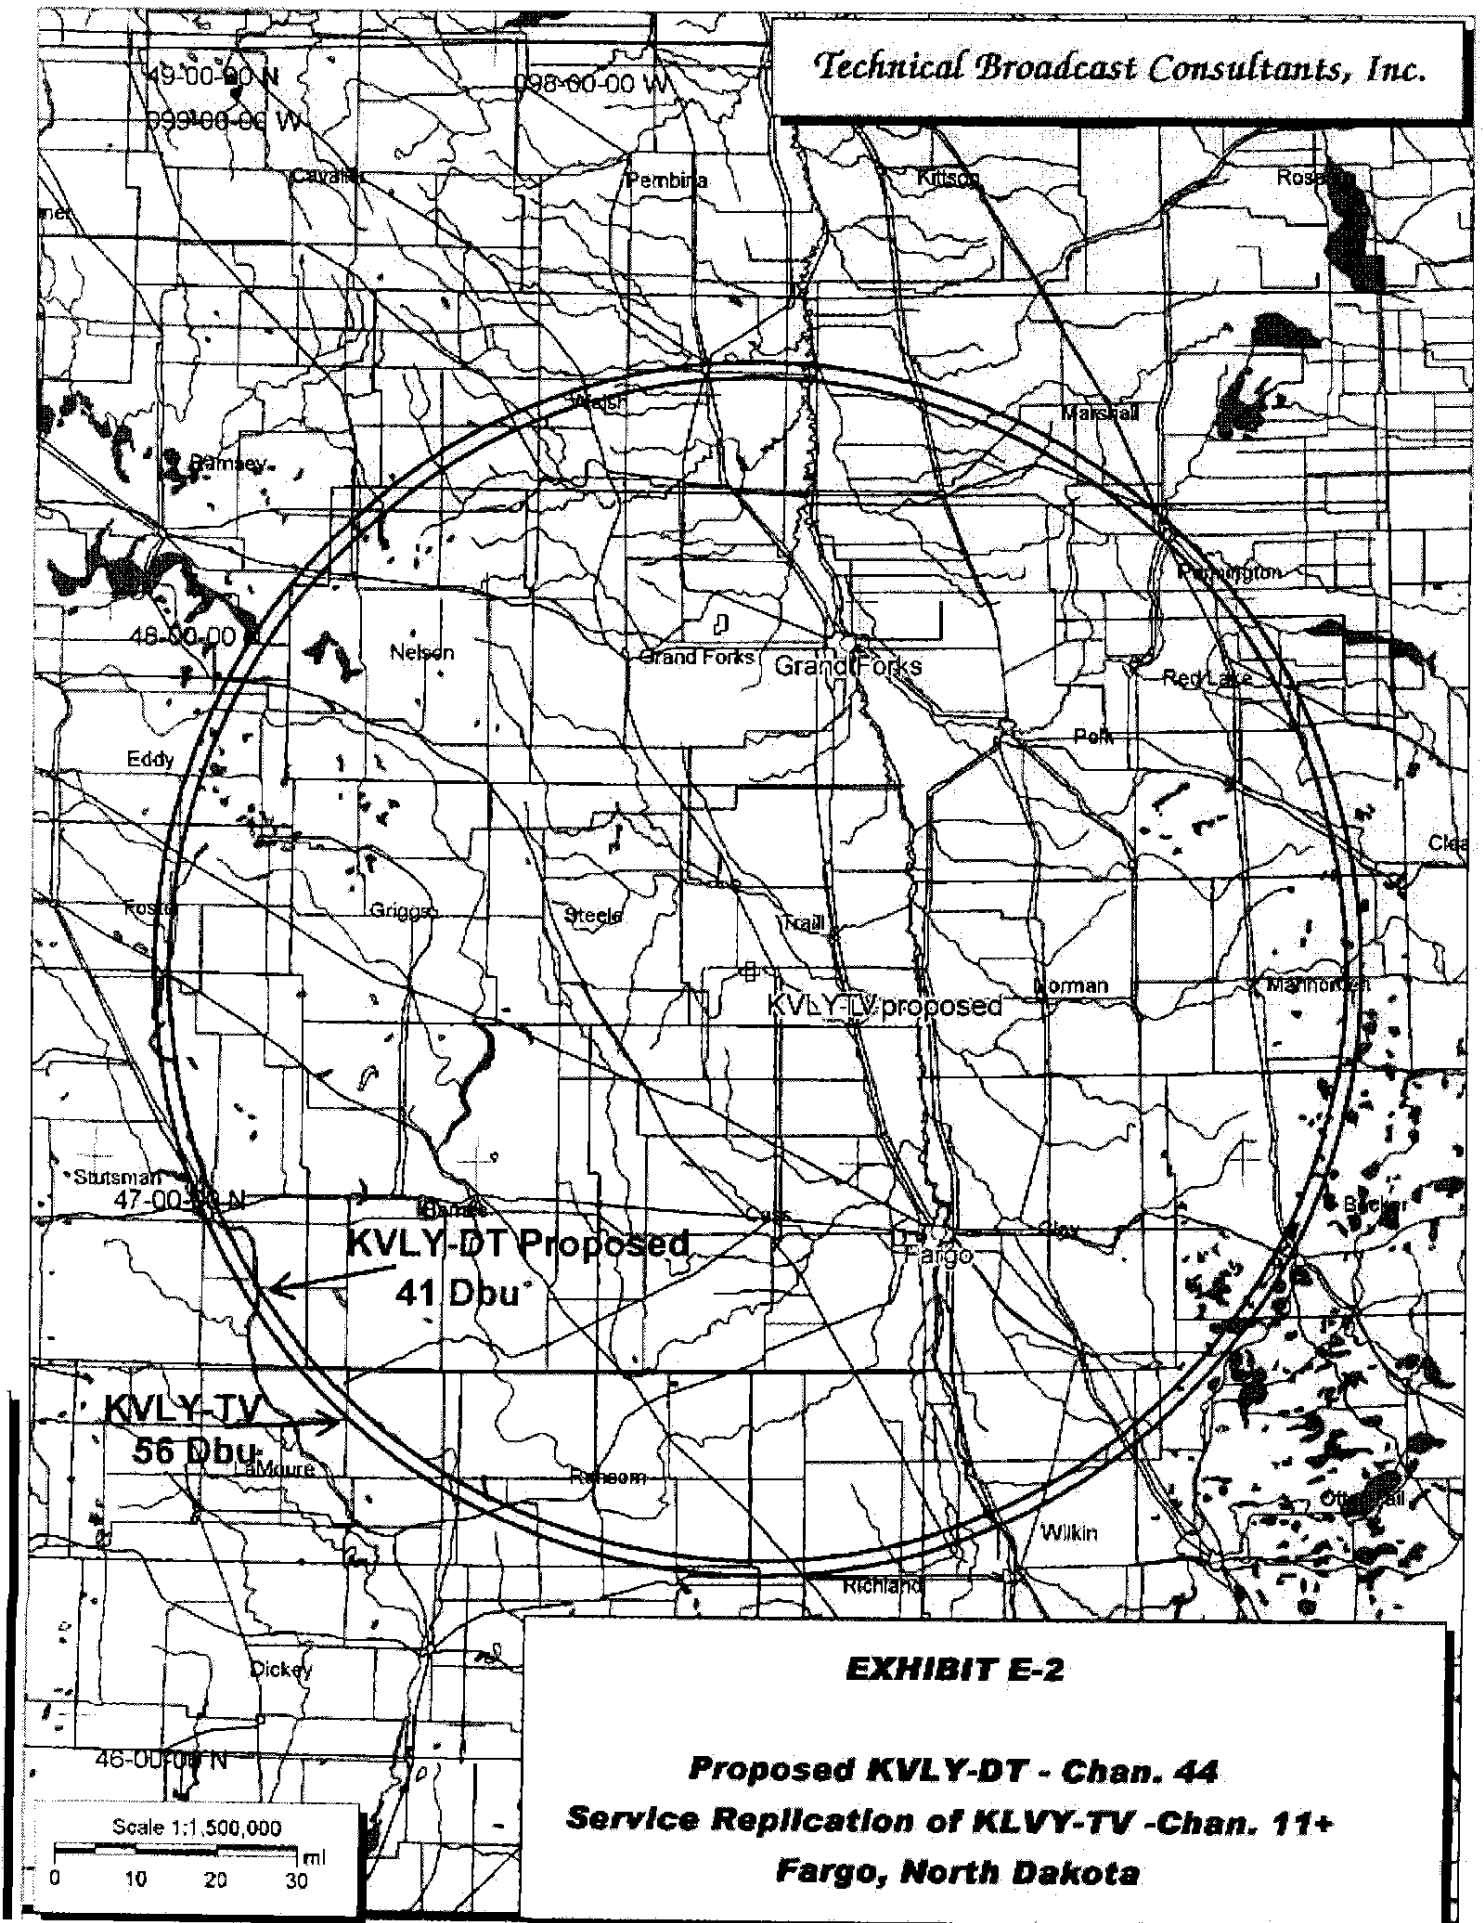 Technical Broadcast Consultants, Inc.
49-00-00 N
098-00-00 W
099-00-00 W
Cavalier
Pembina
Kittson
Walsh
Marshall
Ramsey
Pennington
48-00-00
Nelson
Grand Forks
Grand Forks
Red Lake
Polk
Eddy
Clea
Foster
Griggs
Steele
Traill
KVLY-TV proposed
Norman
Mahnomen
Stutsman
47-00-00 N
Barnes
Cass
Clay
Becker
KVLY-DT Proposed
41 Dbu
Fargo
KVLY-TV
56 Dbu
LaMoure
Ransom
Otter Tail
Wilkin
Richland
Dickey
46-00-00 N
EXHIBIT E-2
Proposed KVLY-DT - Chan. 44
Service Replication of KLVY-TV -Chan. 11+
Fargo, North Dakota
Scale 1:1,500,000
mi
0 10 20 30